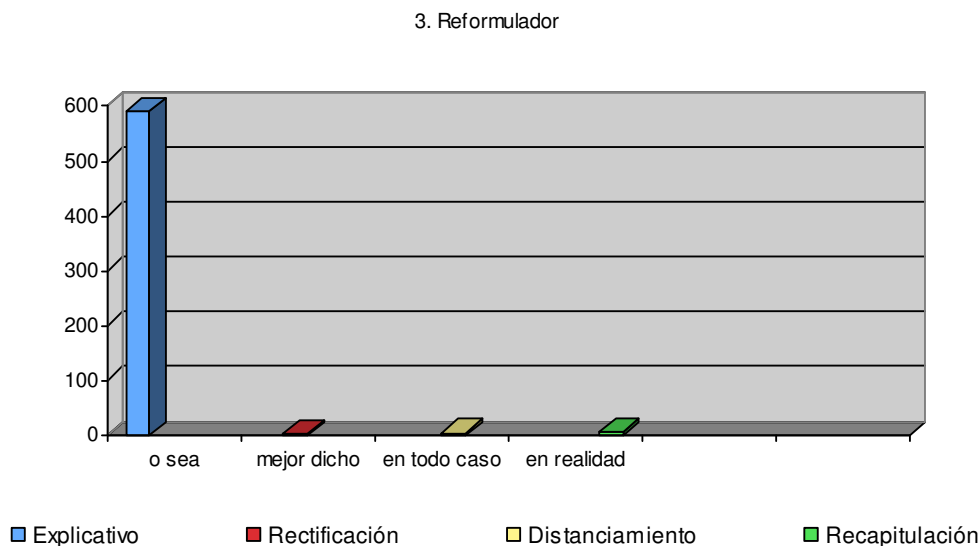 3. Reformulador
600
500
400
300
200
100
0
o sea mejor dicho en todo caso en realidad
Explicativo Rectificación Distanciamiento Recapitulación